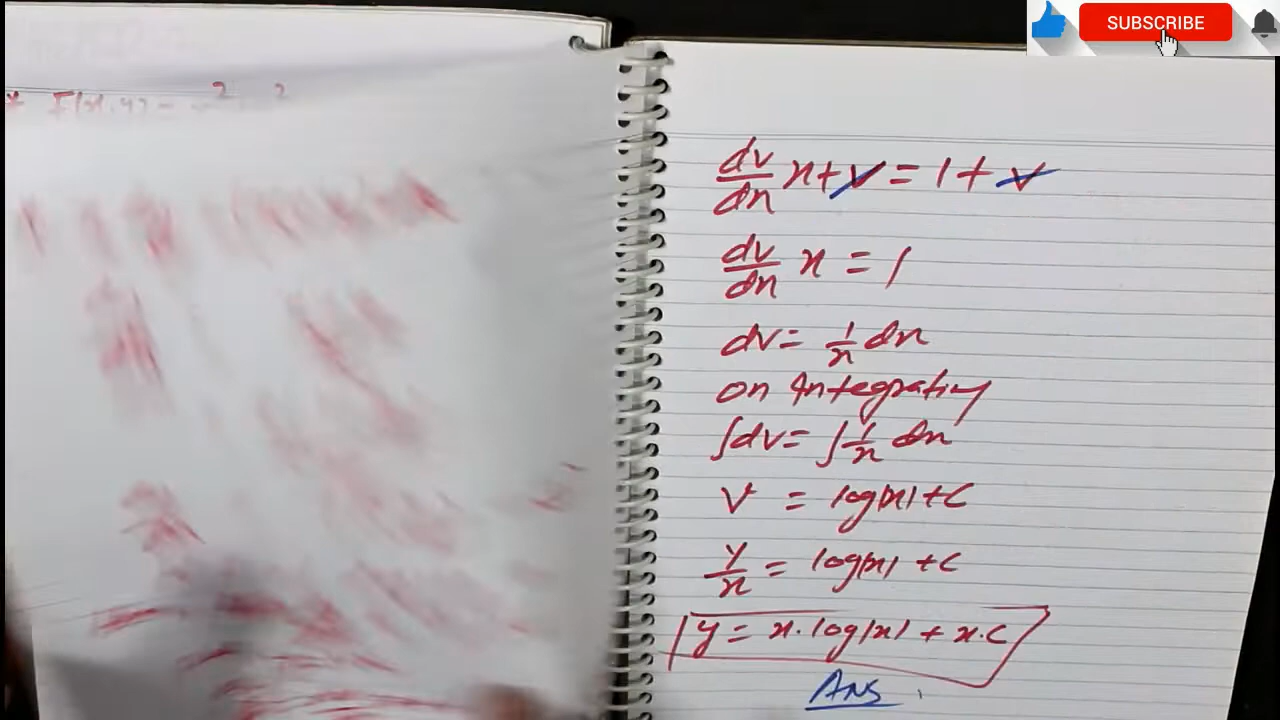 SUBSCRIBE
dv/dx x + v = 1 + v
dv/dx x = 1
dv = 1/x dx
on Integrating
∫dv = ∫1/x dx
v = log|x| + c
y/x = log|x| + c
y = x.log|x| + x.c
Ans